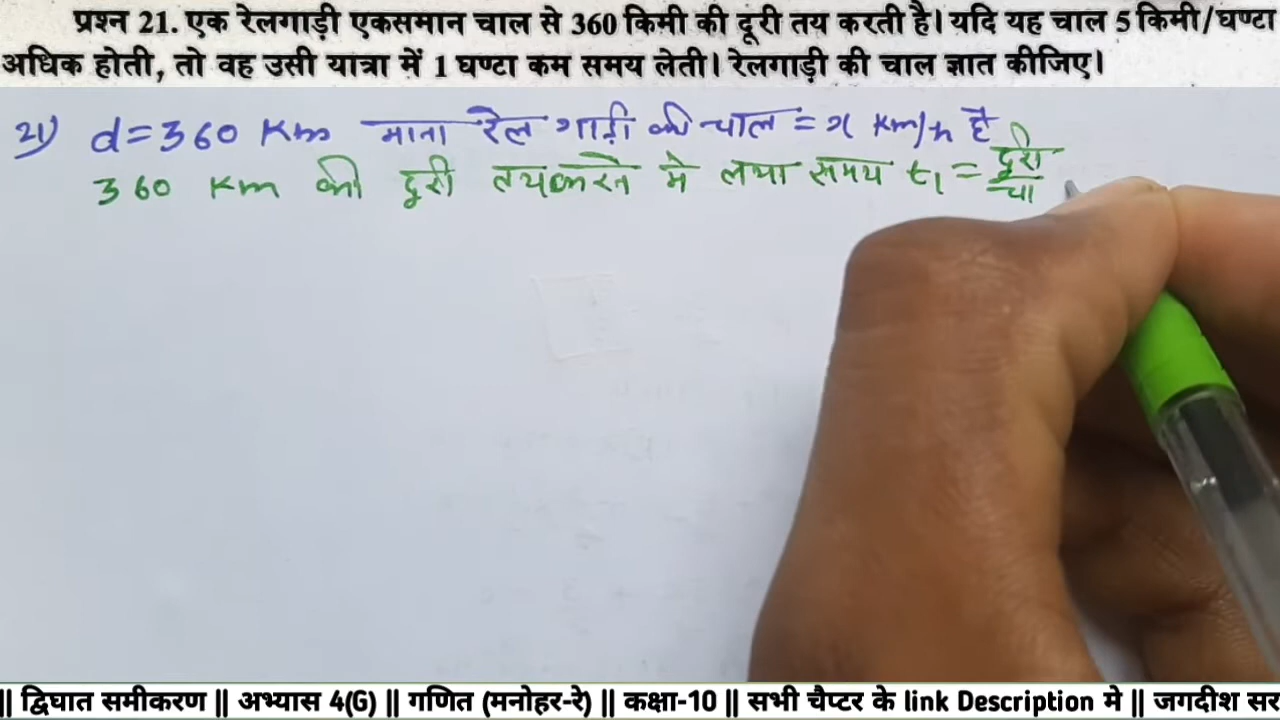 प्रश्न 21. एक रेलगाड़ी एकसमान चाल से 360 किमी की दूरी तय करती है। यदि यह चाल 5 किमी/घण्टा
अधिक होती, तो वह उसी यात्रा में 1 घण्टा कम समय लेती। रेलगाड़ी की चाल ज्ञात कीजिए।
21) d = 360 Km माना रेल गाड़ी की चाल = x Km/h है
360 Km की दूरी तय करने मे लगा समय t₁ = दूरी/चा
|| द्विघात समीकरण || अभ्यास 4(G) || गणित (मनोहर-रे) || कक्षा-10 || सभी चैप्टर के link Description मे || जगदीश सर